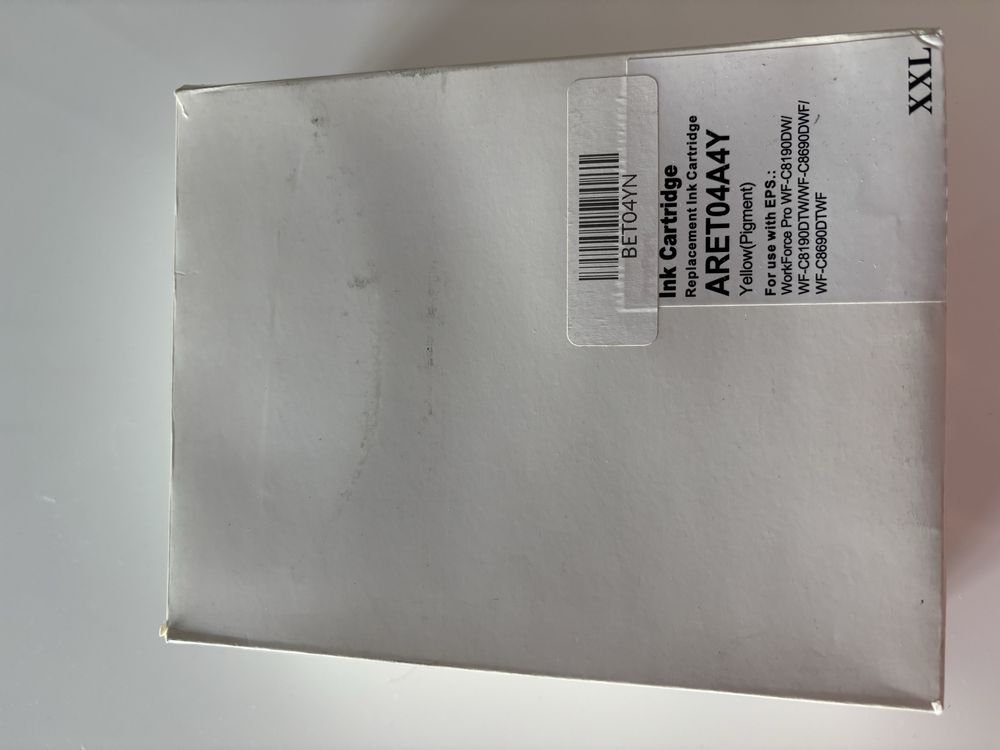 BET04YN
Ink Cartridge
Replacement Ink Cartridge
ARET04A4Y
Yellow(Pigment)
For use with EPS.:
WorkForce Pro WF-C8190DW/
WF-C8190DTW/WF-C8690DWF/
WF-C8690DTWF
XXL